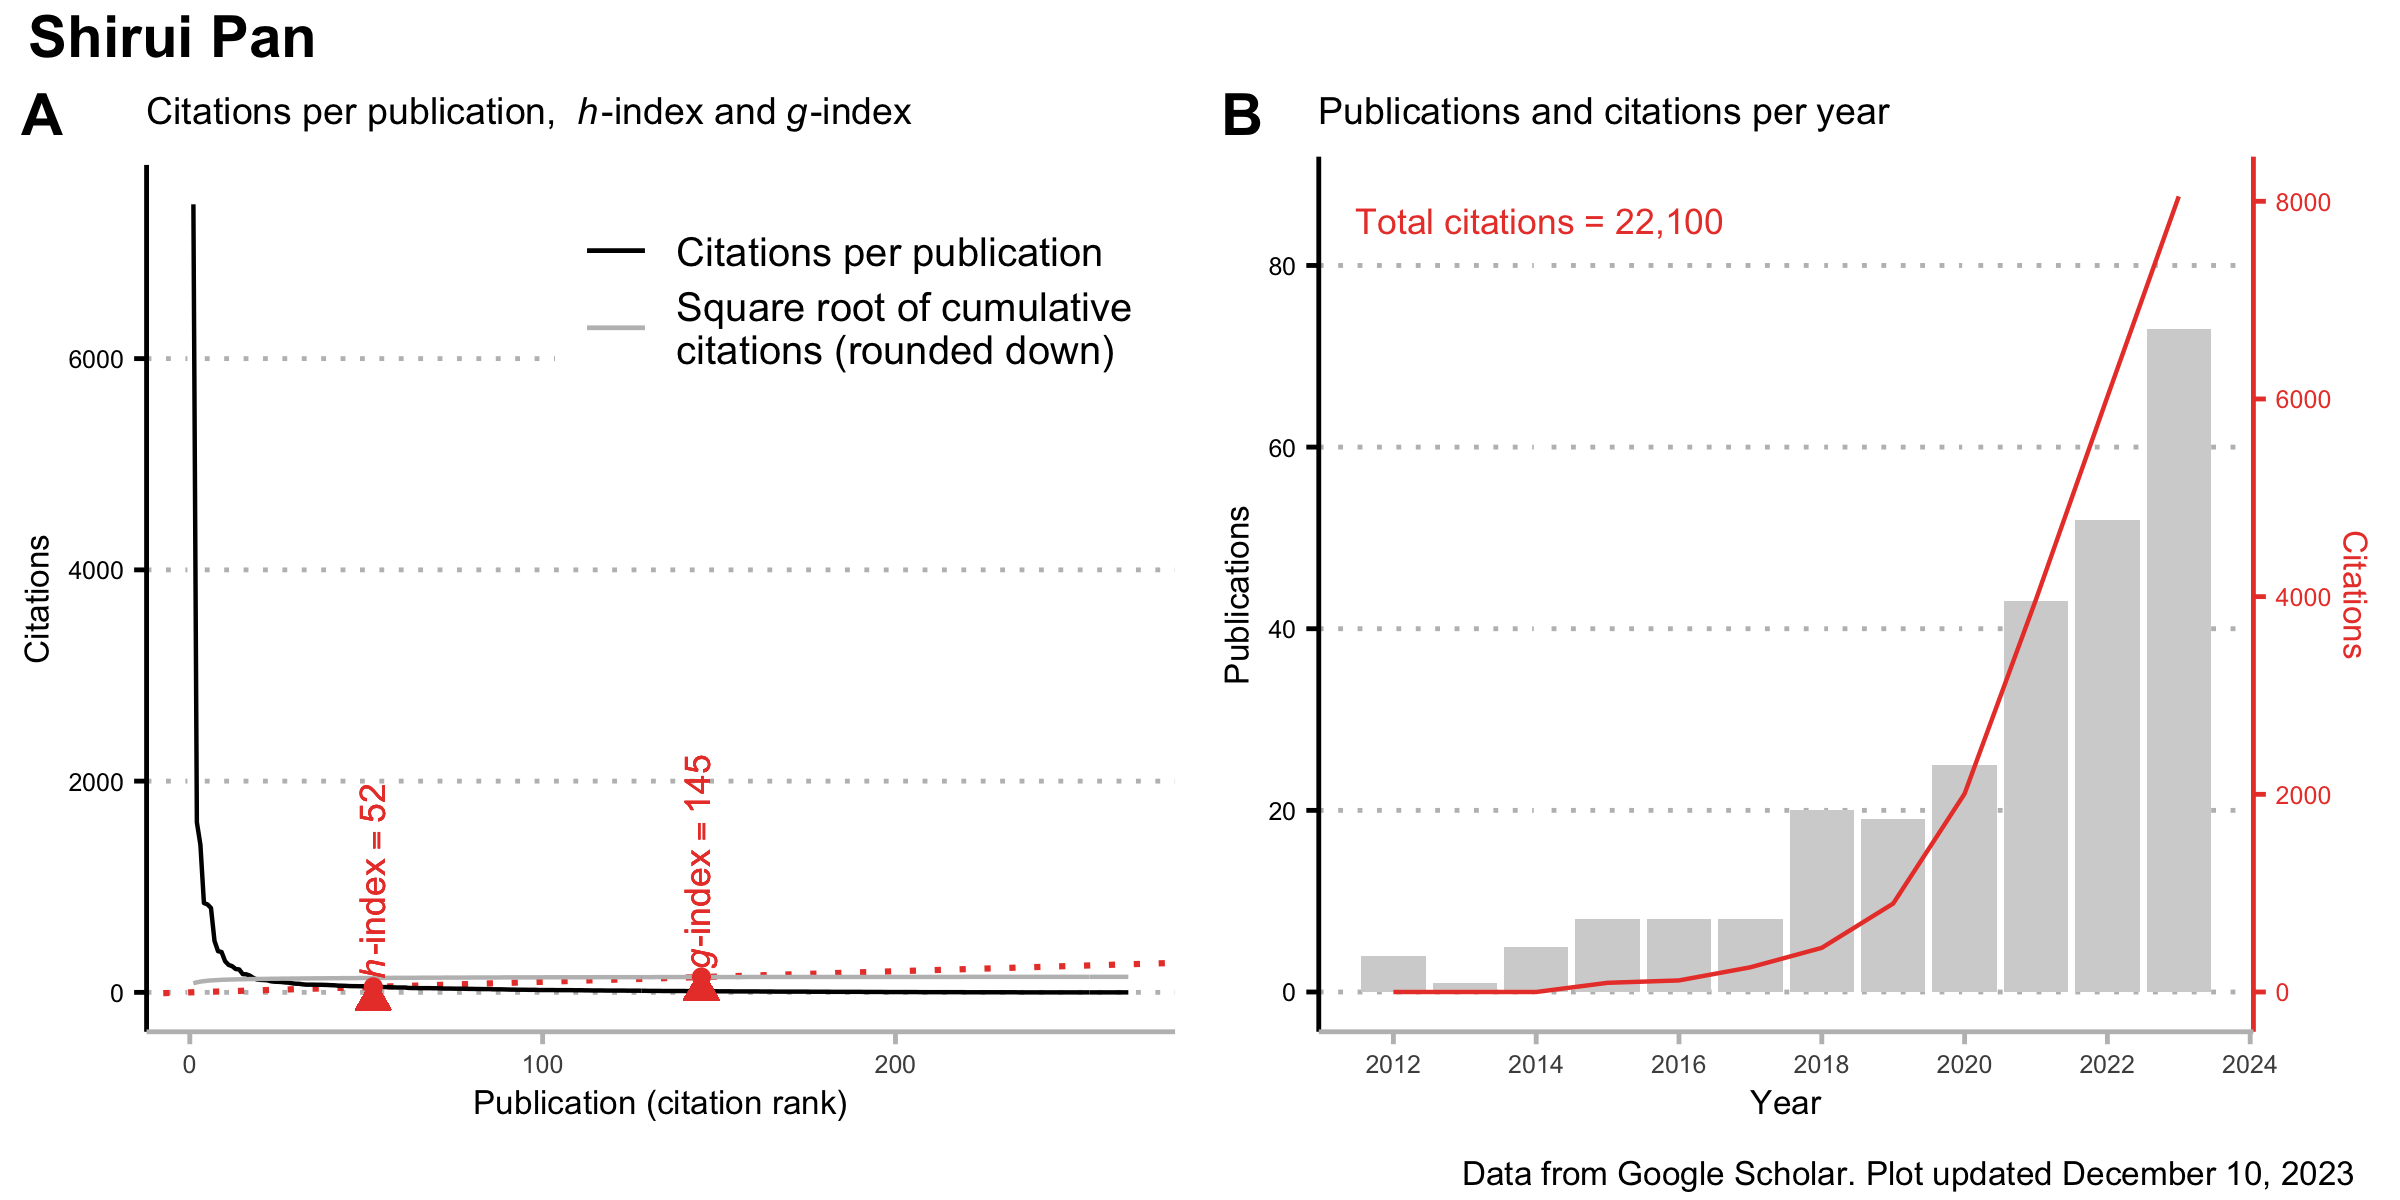 Shirui Pan
A
Citations per publication, h-index and g-index
Citations per publication
Square root of cumulative
citations (rounded down)
6000
4000
2000
0
Citations
h-index = 52
g-index = 145
0
100
200
Publication (citation rank)
B
Publications and citations per year
Total citations = 22,100
80
60
40
20
0
Publications
8000
6000
4000
2000
0
Citations
2012
2014
2016
2018
2020
2022
2024
Year
Data from Google Scholar. Plot updated December 10, 2023